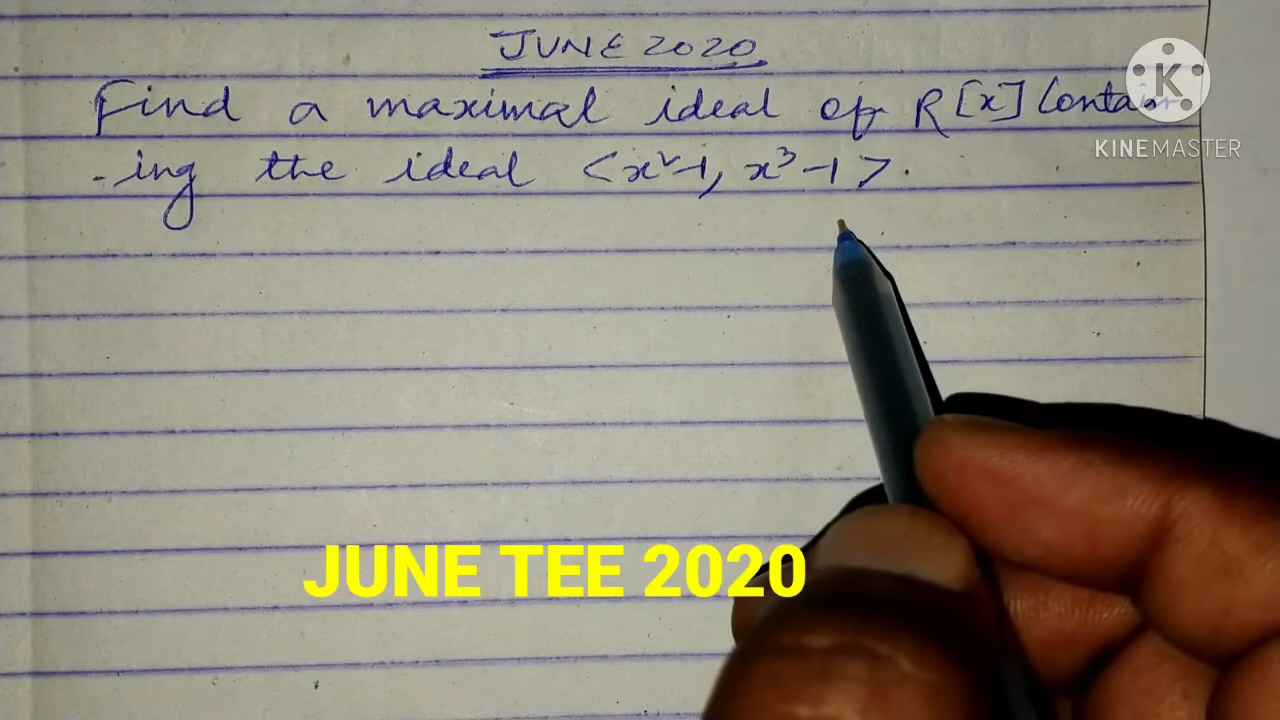 JUNE 2020
Find a maximal ideal of R[x] Contain-
-ing the ideal <x²-1, x³-1>.
K
KINEMASTER
JUNE TEE 2020